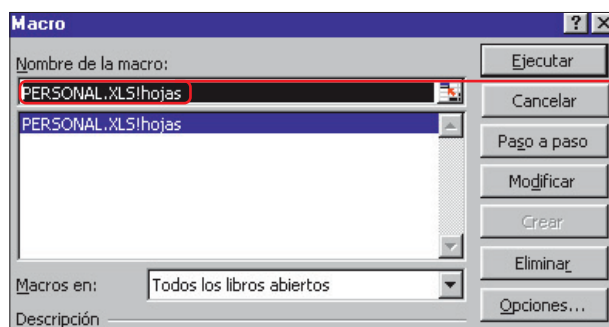 Macro
Nombre de la macro:
PERSONAL.XLS!hojas
PERSONAL.XLS!hojas
Macros en:
Todos los libros abiertos
Descripción
Ejecutar
Cancelar
Paso a paso
Modificar
Crear
Eliminar
Opciones...